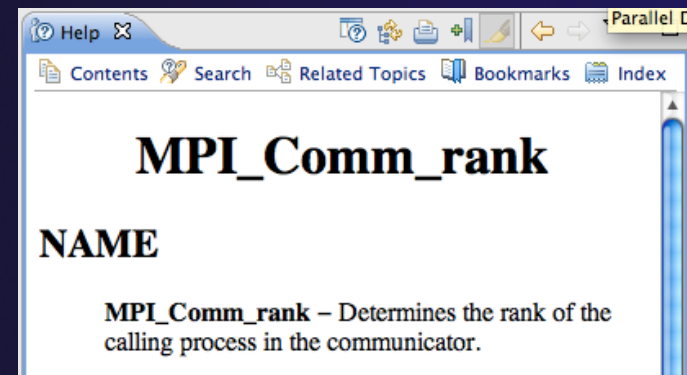 Help
Parallel D
Contents Search Related Topics Bookmarks Index
MPI_Comm_rank
NAME
MPI_Comm_rank – Determines the rank of the
calling process in the communicator.